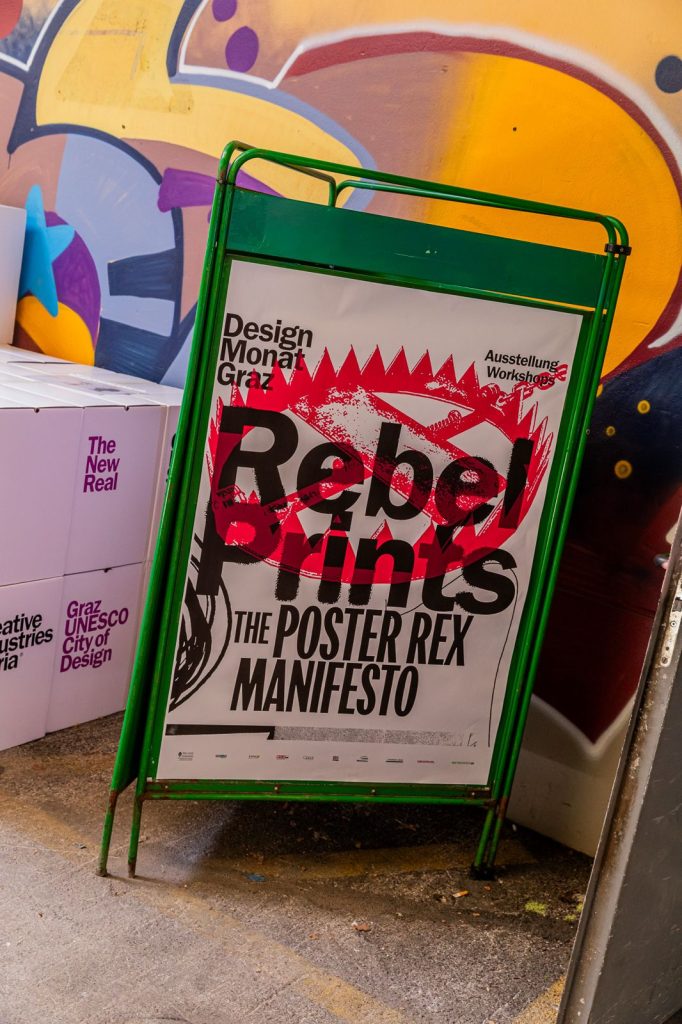 Design
Monat
Graz
Ausstellung
Workshops
Rebel
Prints
THE POSTER REX
MANIFESTO
The
New
Real
eative
ustries
ria
Graz
UNESCO
City of
Design